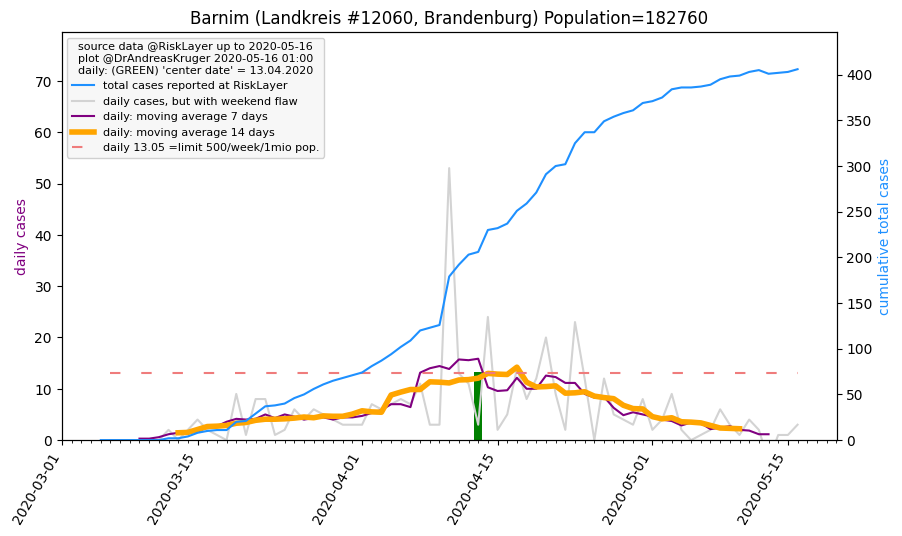 Barnim (Landkreis #12060, Brandenburg) Population=182760
source data @RiskLayer up to 2020-05-16
plot @DrAndreasKruger 2020-05-16 01:00
daily: (GREEN) 'center date' = 13.04.2020
total cases reported at RiskLayer
daily cases, but with weekend flaw
daily: moving average 7 days
daily: moving average 14 days
daily 13.05 =limit 500/week/1mio pop.
daily cases
0
10
20
30
40
50
60
70
cumulative total cases
0
50
100
150
200
250
300
350
400
2020-03-01
2020-03-15
2020-04-01
2020-04-15
2020-05-01
2020-05-15